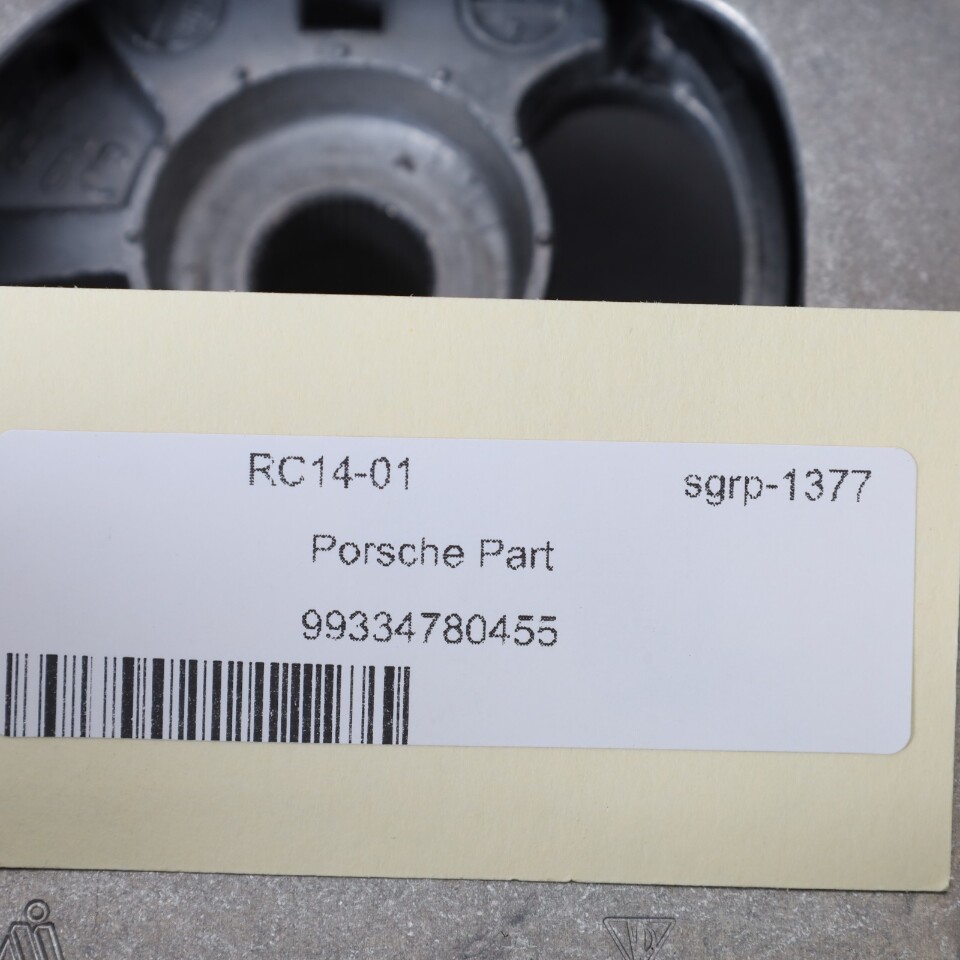 RC14-01 sgrp-1377
Porsche Part
99334780455